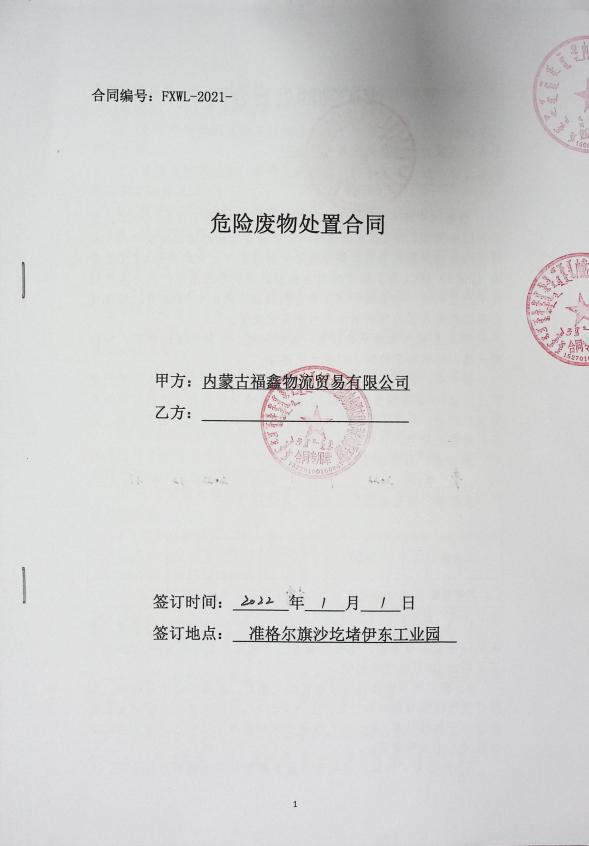 合同编号：FXWL-2021-
危险废物处置合同
甲方：内蒙古福鑫物流贸易有限公司
乙方：
签订时间：2022年1月1日
签订地点：准格尔旗沙圪堵伊东工业园
1